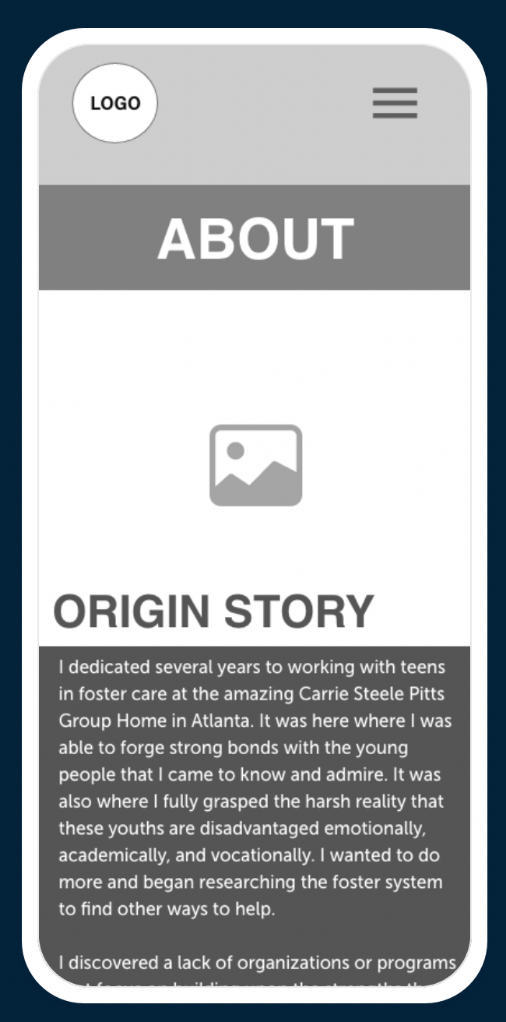 LOGO
ABOUT
ORIGIN STORY
I dedicated several years to working with teens
in foster care at the amazing Carrie Steele Pitts
Group Home in Atlanta. It was here where I was
able to forge strong bonds with the young
people that I came to know and admire. It was
also where I fully grasped the harsh reality that
these youths are disadvantaged emotionally,
academically, and vocationally. I wanted to do
more and began researching the foster system
to find other ways to help.
I discovered a lack of organizations or programs